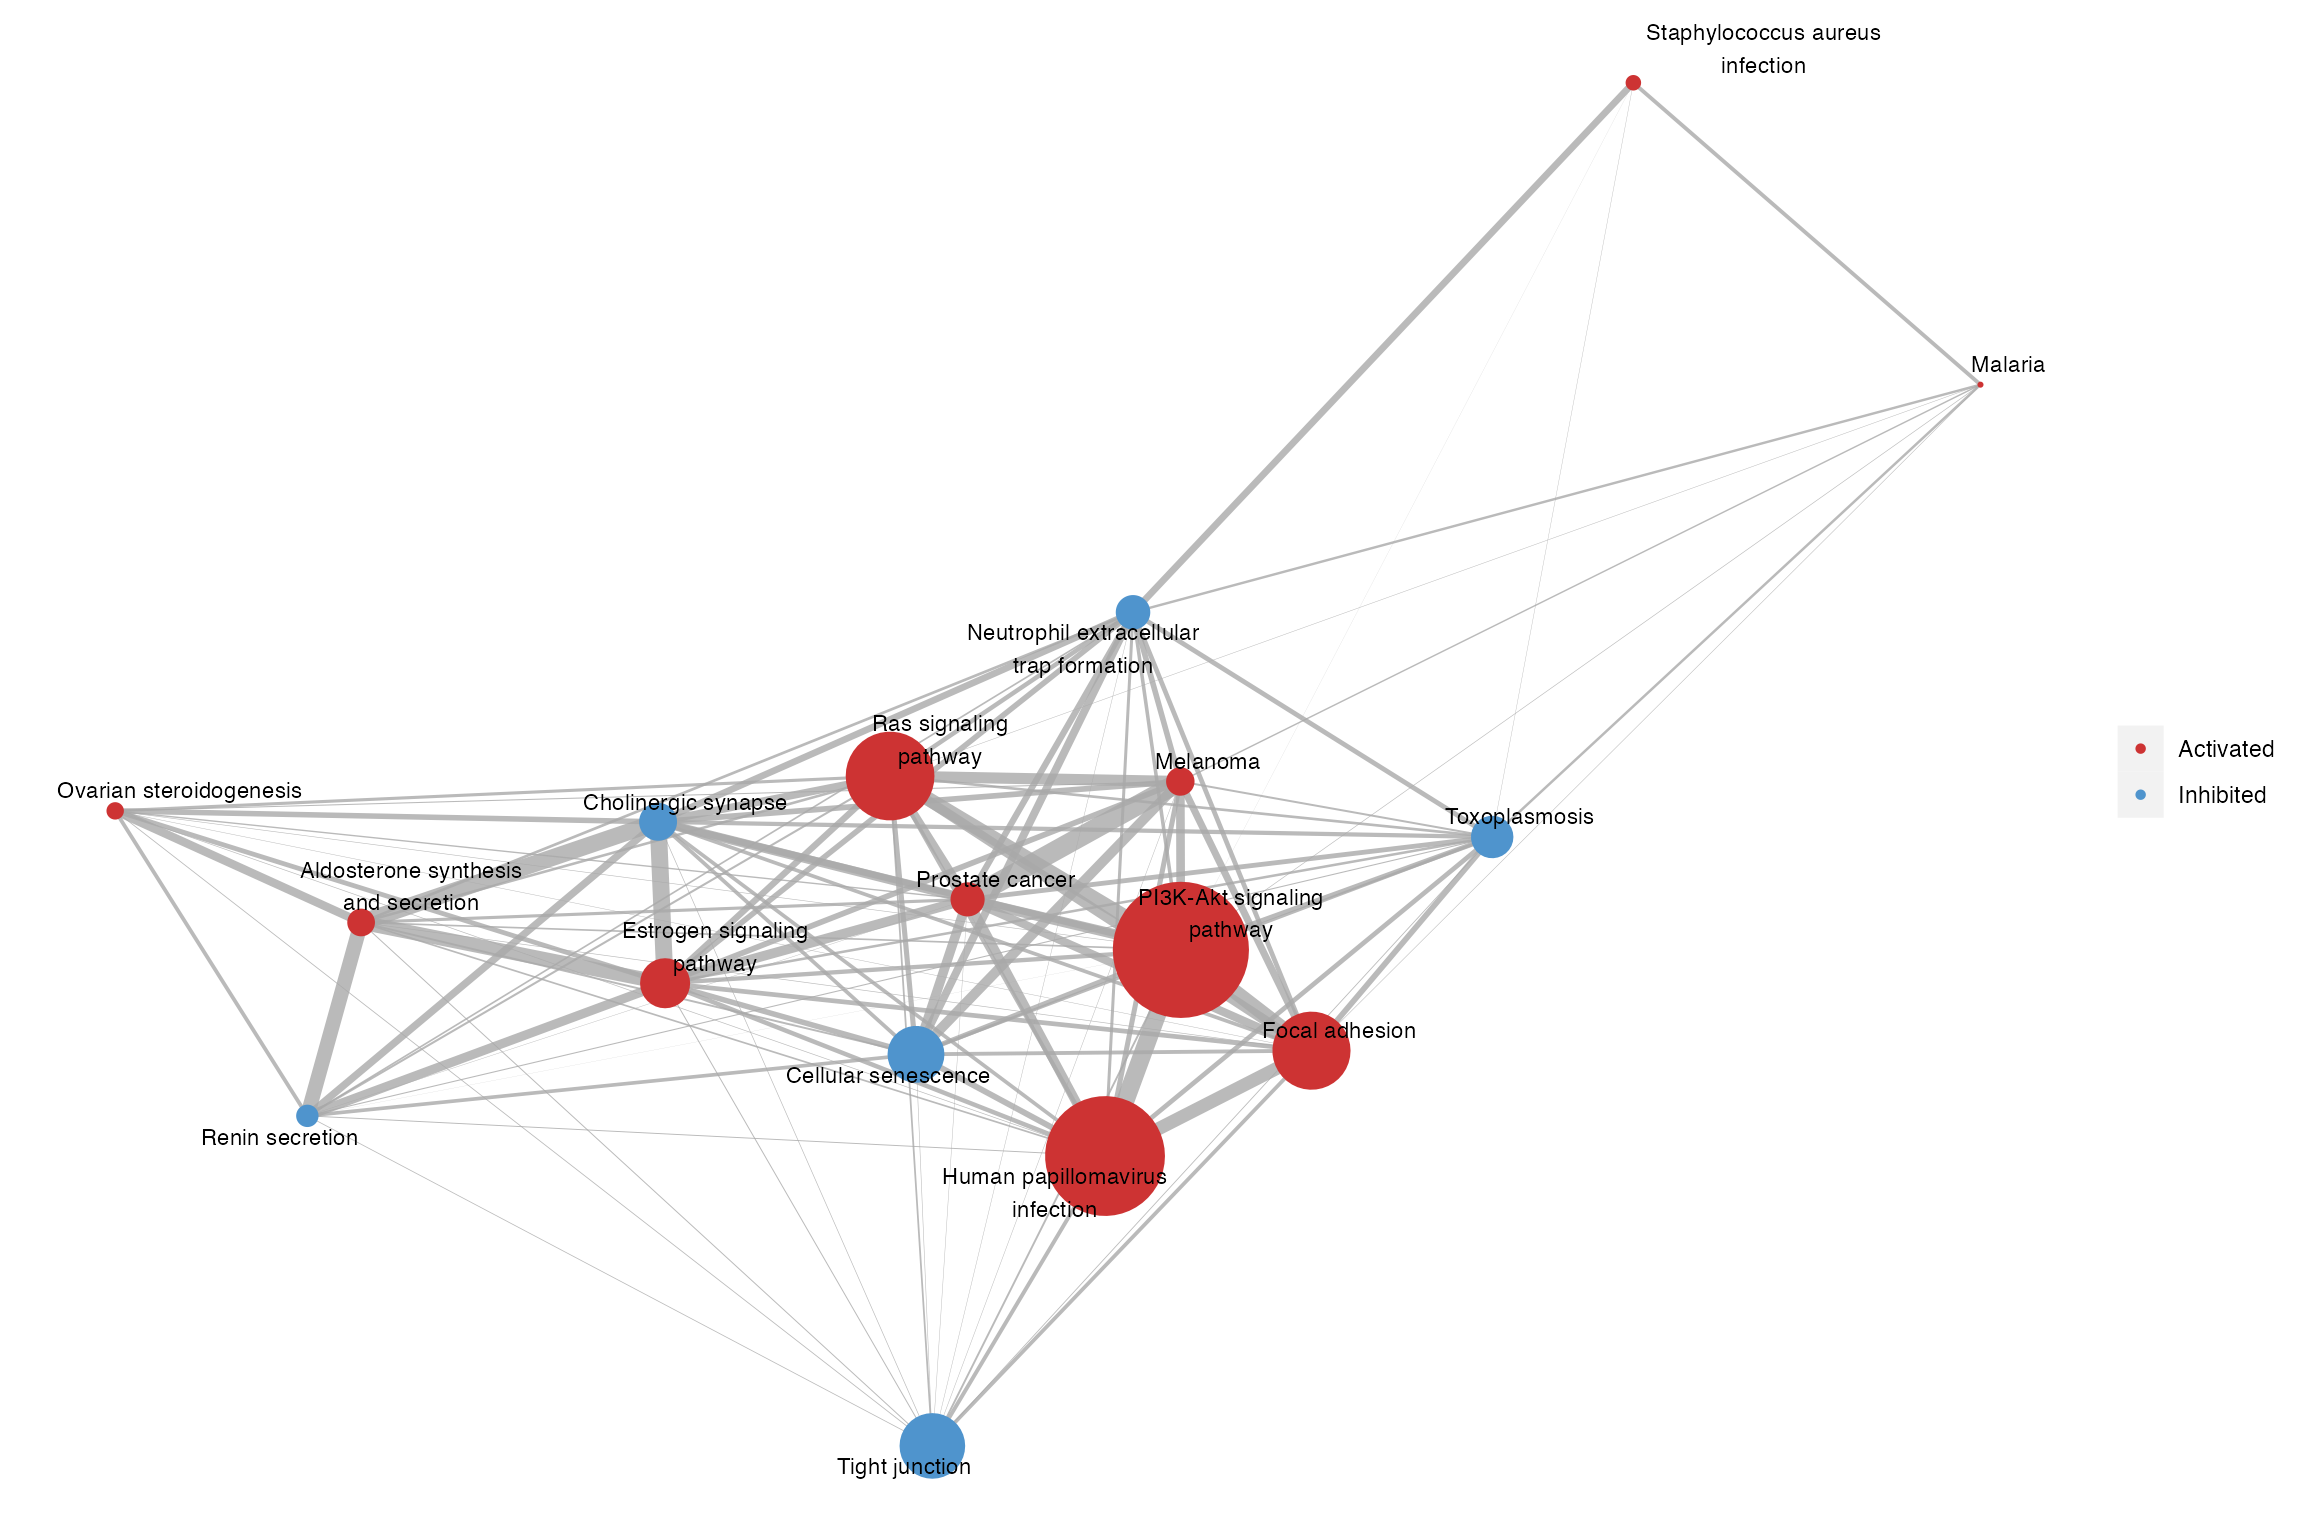 Staphylococcus aureus
infection
Malaria
Neutrophil extracellular
trap formation
Ras signaling
pathway
Melanoma
Ovarian steroidogenesis
Cholinergic synapse
Toxoplasmosis
Aldosterone synthesis
and secretion
Prostate cancer
PI3K-Akt signaling
pathway
Estrogen signaling
pathway
Focal adhesion
Cellular senescence
Renin secretion
Human papillomavirus
infection
Tight junction
Activated
Inhibited